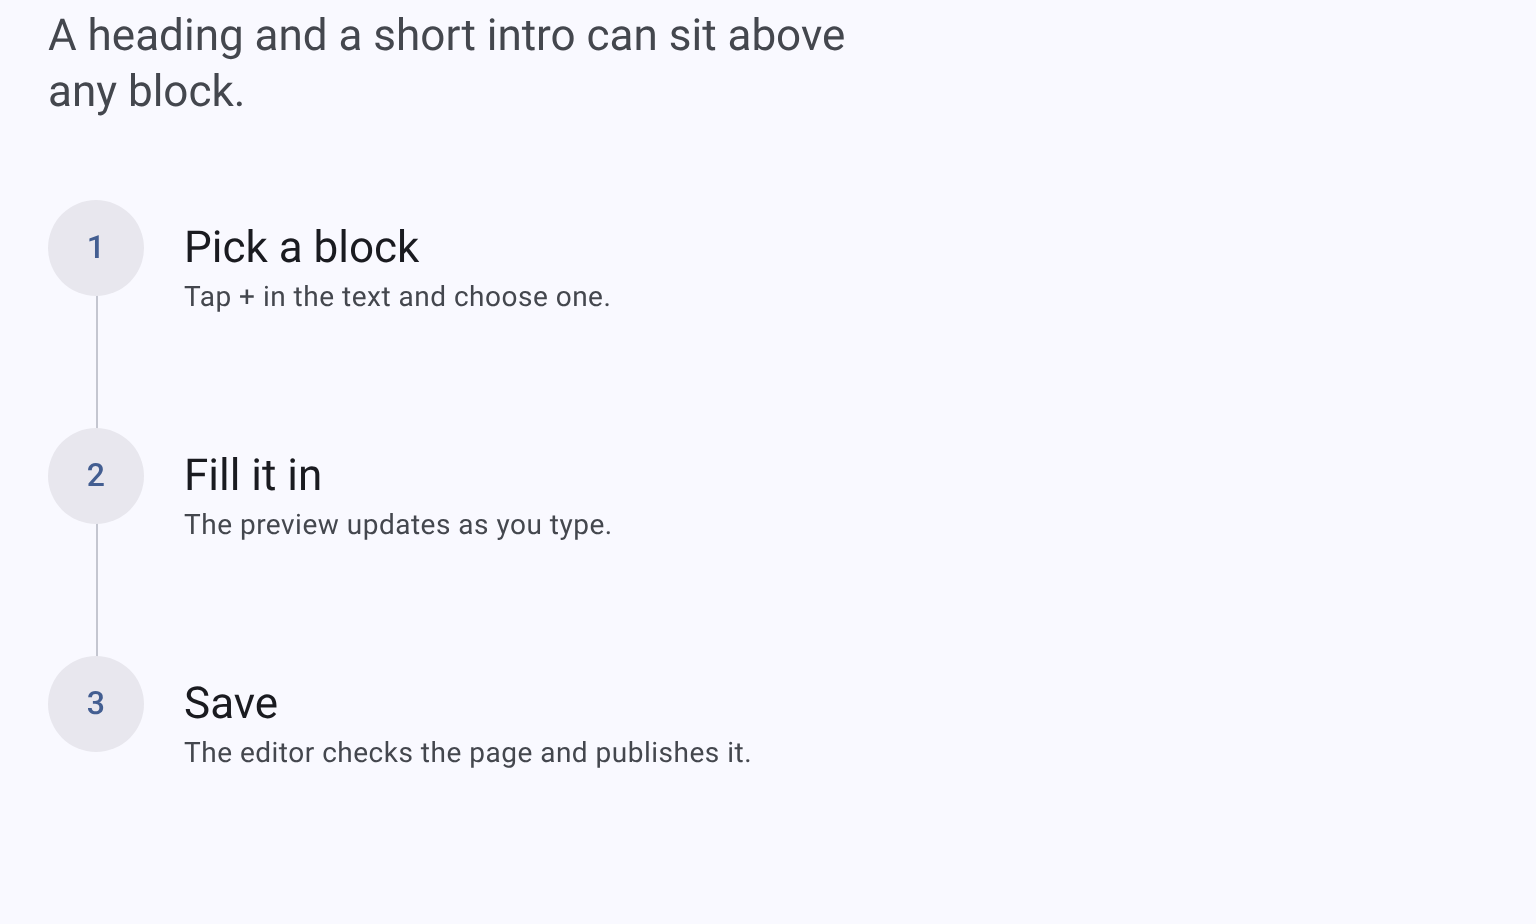 A heading and a short intro can sit above
any block.
1
Pick a block
Tap + in the text and choose one.
2
Fill it in
The preview updates as you type.
3
Save
The editor checks the page and publishes it.